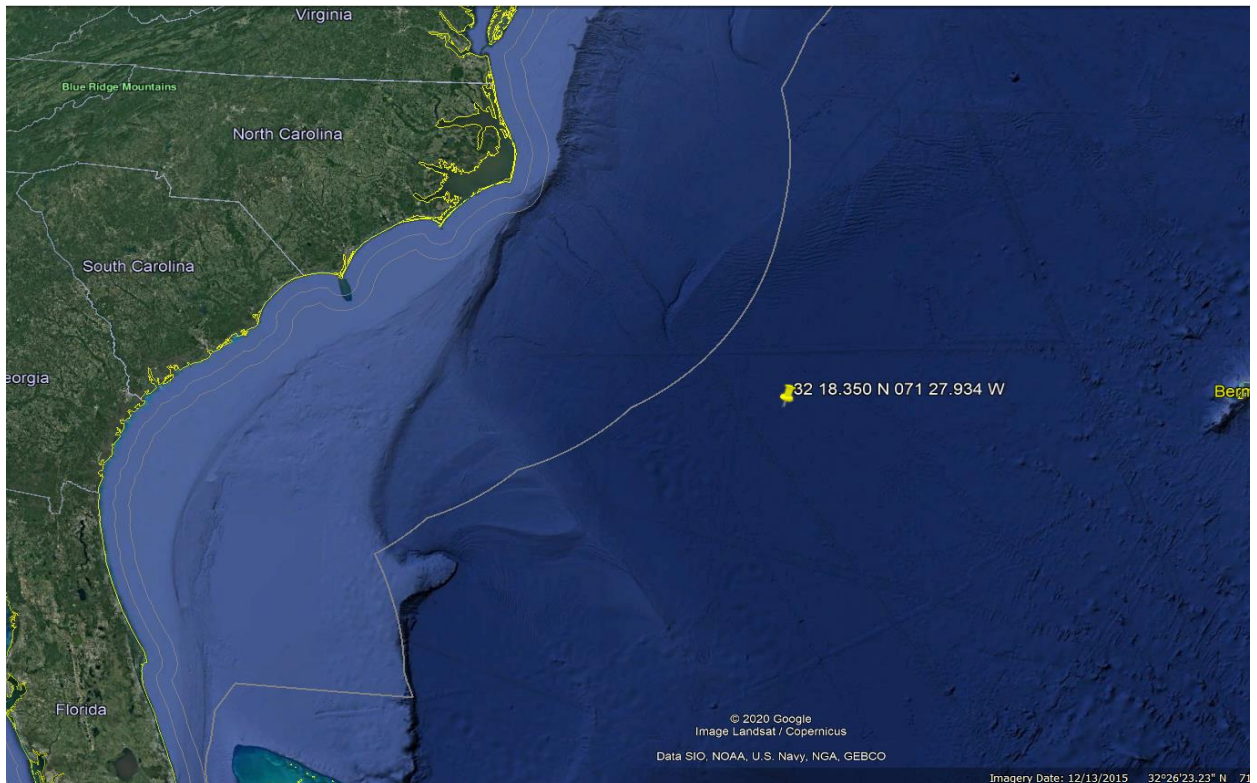 Virginia
Blue Ridge Mountains
North Carolina
South Carolina
eorgia
32 18.350 N 071 27.934 W
Berm
Florida
© 2020 Google
Image Landsat / Copernicus
Data SIO, NOAA, U.S. Navy, NGA, GEBCO
Imagery Date: 12/13/2015 32°26'23.23" N 71